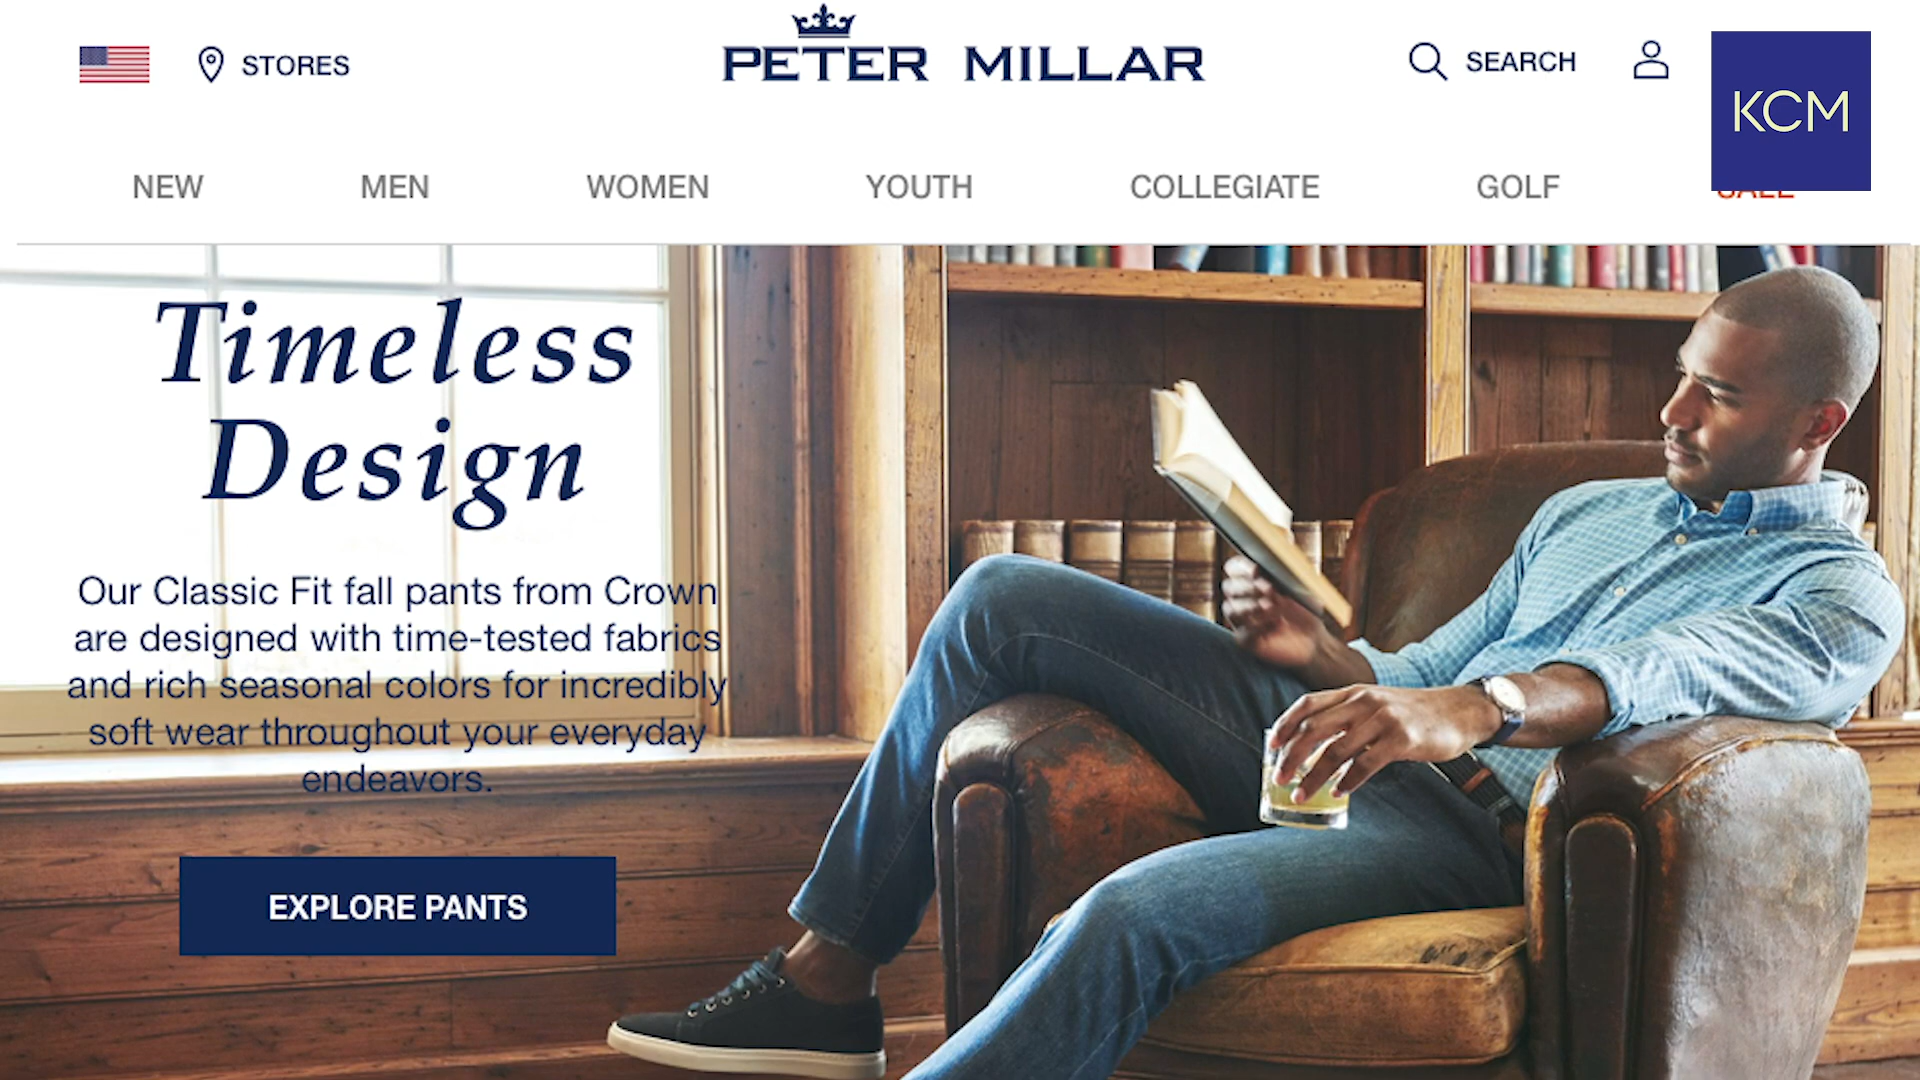 STORES
PETER MILLAR
SEARCH
KCM
NEW
MEN
WOMEN
YOUTH
COLLEGIATE
GOLF
SALE
Timeless
Design
Our Classic Fit fall pants from Crown
are designed with time-tested fabrics
and rich seasonal colors for incredibly
soft wear throughout your everyday
endeavors.
EXPLORE PANTS